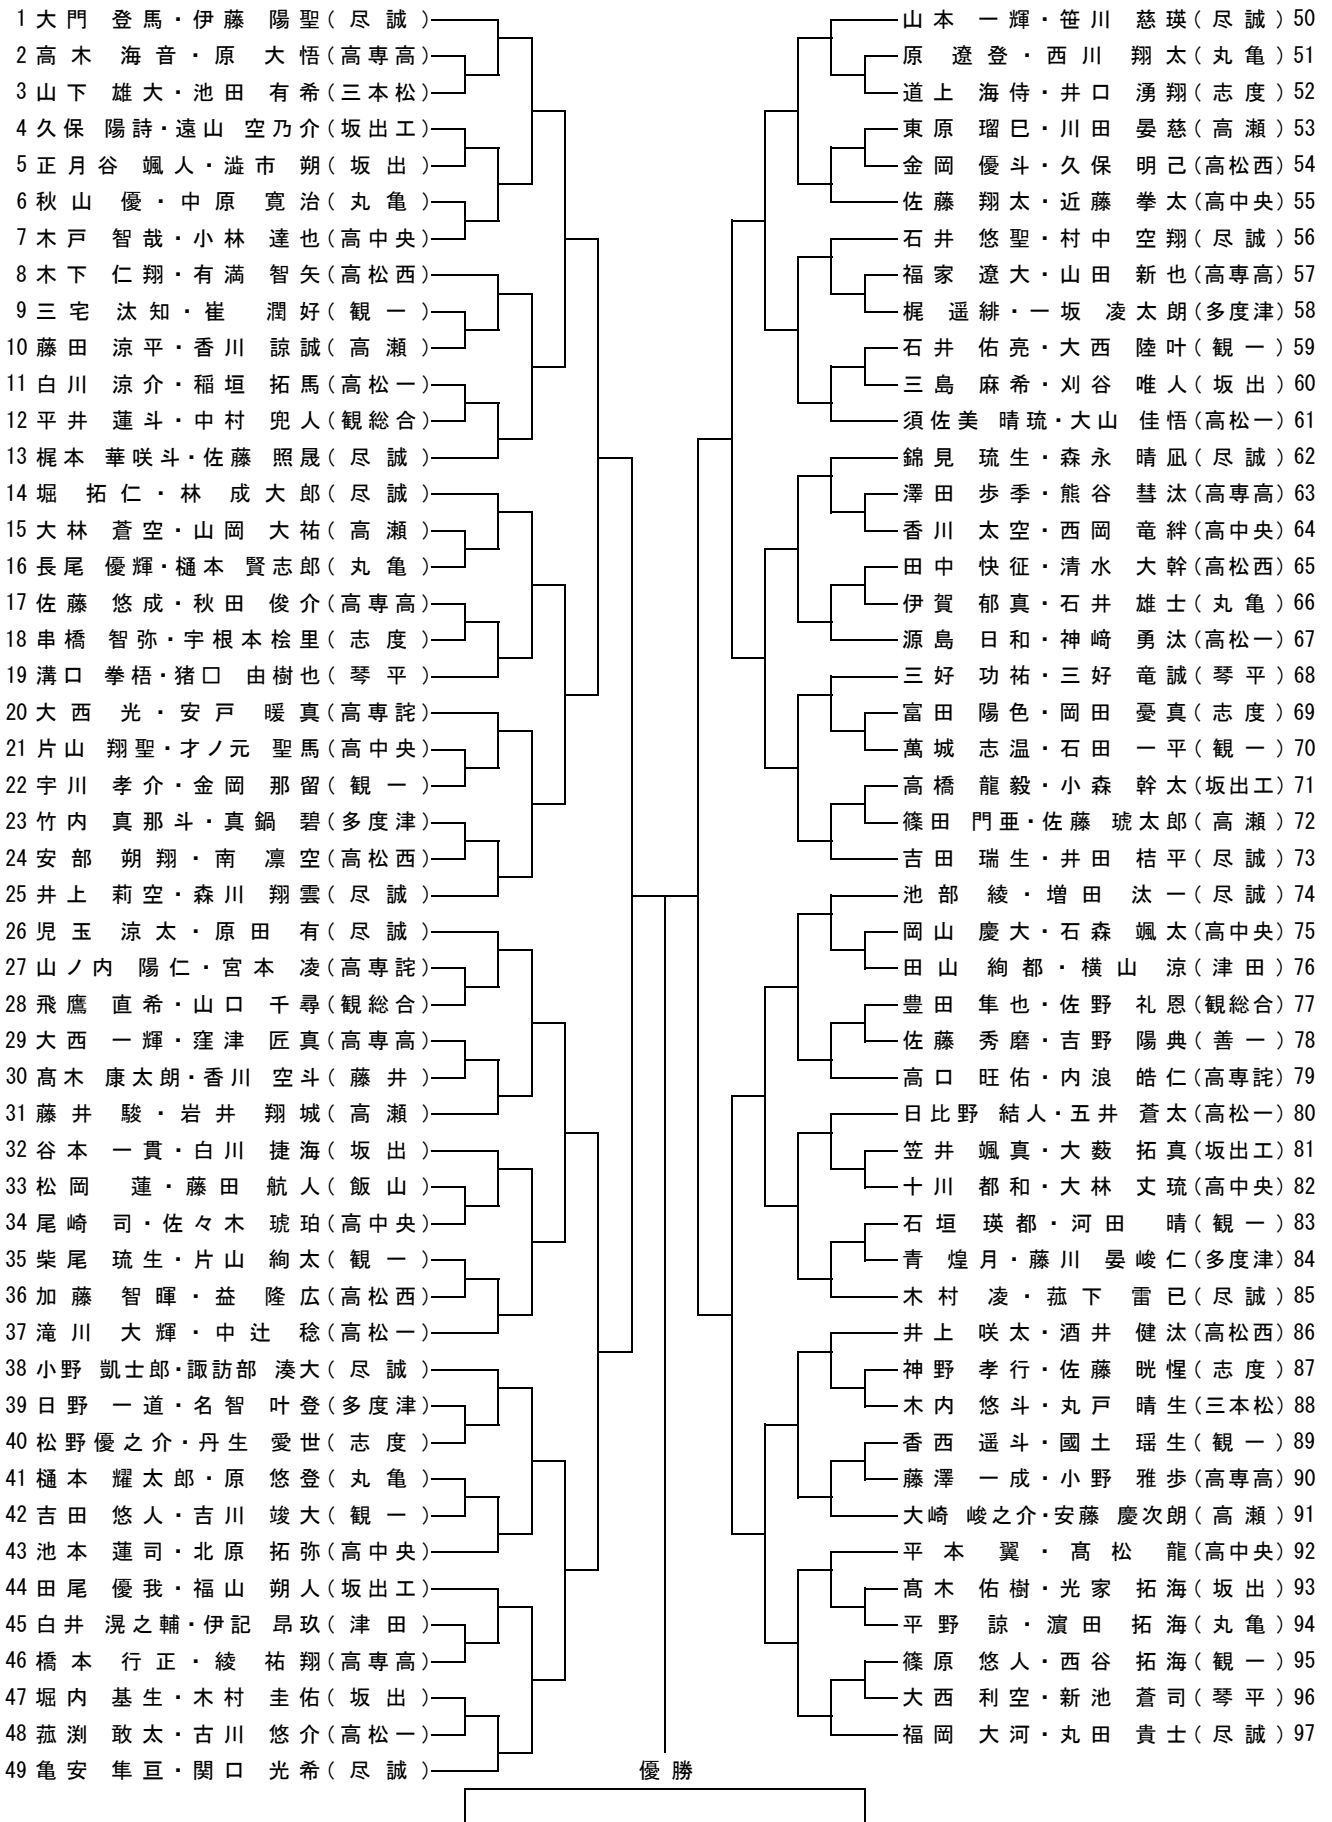 1 大門 登馬・伊藤 陽聖(尽誠)
2 高木 海音・原 大悟(高専高)
3 山下 雄大・池田 有希(三本松)
4 久保 陽詩・遠山 空乃介(坂出工)
5 正月谷 颯人・澁市 朔(坂出)
6 秋山 優・中原 寛治(丸亀)
7 木戸 智哉・小林 達也(高中央)
8 木下 仁翔・有満 智矢(高松西)
9 三宅 汰知・崔 潤好(観一)
10 藤田 涼平・香川 諒誠(高瀬)
11 白川 涼介・稲垣 拓馬(高松一)
12 平井 蓮斗・中村 兜人(観総合)
13 梶本 華咲斗・佐藤 照晟(尽誠)
14 堀 拓仁・林 成大郎(尽誠)
15 大林 蒼空・山岡 大祐(高瀬)
16 長尾 優輝・樋本 賢志郎(丸亀)
17 佐藤 悠成・秋田 俊介(高専高)
18 串橋 智弥・宇根本桧里(志度)
19 溝口 拳梧・猪口 由樹也(琴平)
20 大西 光・安戸 暖真(高専詫)
21 片山 翔聖・才ノ元 聖馬(高中央)
22 宇川 孝介・金岡 那留(観一)
23 竹内 真那斗・真鍋 碧(多度津)
24 安部 朔翔・南 凛空(高松西)
25 井上 莉空・森川 翔雲(尽誠)
26 児玉 涼太・原田 有(尽誠)
27 山ノ内 陽仁・宮本 凌(高専詫)
28 飛鷹 直希・山口 千尋(観総合)
29 大西 一輝・窪津 匠真(高専高)
30 髙木 康太朗・香川 空斗(藤井)
31 藤井 駿・岩井 翔城(高瀬)
32 谷本 一貫・白川 捷海(坂出)
33 松岡 蓮・藤田 航人(飯山)
34 尾崎 司・佐々木 琥珀(高中央)
35 柴尾 琉生・片山 絢太(観一)
36 加藤 智暉・益 隆広(高松西)
37 滝川 大輝・中辻 稔(高松一)
38 小野 凱士郎・諏訪部 湊大(尽誠)
39 日野 一道・名智 叶登(多度津)
40 松野優之介・丹生 愛世(志度)
41 樋本 耀太郎・原 悠登(丸亀)
42 吉田 悠人・吉川 竣大(観一)
43 池本 蓮司・北原 拓弥(高中央)
44 田尾 優我・福山 朔人(坂出工)
45 白井 滉之輔・伊記 昂玖(津田)
46 橋本 行正・綾 祐翔(高専高)
47 堀内 基生・木村 圭佑(坂出)
48 菰渕 敢太・古川 悠介(高松一)
49 亀安 隼亘・関口 光希(尽誠)
山本 一輝・笹川 慈瑛(尽誠) 50
原 遼登・西川 翔太(丸亀) 51
道上 海侍・井口 湧翔(志度) 52
東原 瑠巳・川田 晏慈(高瀬) 53
金岡 優斗・久保 明己(高松西) 54
佐藤 翔太・近藤 拳太(高中央) 55
石井 悠聖・村中 空翔(尽誠) 56
福家 遼大・山田 新也(高専高) 57
梶 遥緋・一坂 凌太朗(多度津) 58
石井 佑亮・大西 陸叶(観一) 59
三島 麻希・刈谷 唯人(坂出) 60
須佐美 晴琉・大山 佳悟(高松一) 61
錦見 琉生・森永 晴凪(尽誠) 62
澤田 歩季・熊谷 彗汰(高専高) 63
香川 太空・西岡 竜絆(高中央) 64
田中 快征・清水 大幹(高松西) 65
伊賀 郁真・石井 雄士(丸亀) 66
源島 日和・神﨑 勇汰(高松一) 67
三好 功祐・三好 竜誠(琴平) 68
富田 陽色・岡田 憂真(志度) 69
萬城 志温・石田 一平(観一) 70
高橋 龍毅・小森 幹太(坂出工) 71
篠田 門亜・佐藤 琥太郎(高瀬) 72
吉田 瑞生・井田 桔平(尽誠) 73
池部 綾・増田 汰一(尽誠) 74
岡山 慶大・石森 颯太(高中央) 75
田山 絢都・横山 涼(津田) 76
豊田 隼也・佐野 礼恩(観総合) 77
佐藤 秀磨・吉野 陽典(善一) 78
高口 旺佑・内浪 皓仁(高専詫) 79
日比野 結人・五井 蒼太(高松一) 80
笠井 颯真・大薮 拓真(坂出工) 81
十川 都和・大林 丈琉(高中央) 82
石垣 瑛都・河田 晴(観一) 83
青 煌月・藤川 晏峻仁(多度津) 84
木村 凌・菰下 雷已(尽誠) 85
井上 咲太・酒井 健汰(高松西) 86
神野 孝行・佐藤 晄惺(志度) 87
木内 悠斗・丸戸 晴生(三本松) 88
香西 遥斗・國土 瑶生(観一) 89
藤澤 一成・小野 雅歩(高専高) 90
大崎 峻之介・安藤 慶次朗(高瀬) 91
平本 翼・髙松 龍(高中央) 92
髙木 佑樹・光家 拓海(坂出) 93
平野 諒・濵田 拓海(丸亀) 94
篠原 悠人・西谷 拓海(観一) 95
大西 利空・新池 蒼司(琴平) 96
福岡 大河・丸田 貴士(尽誠) 97
優勝